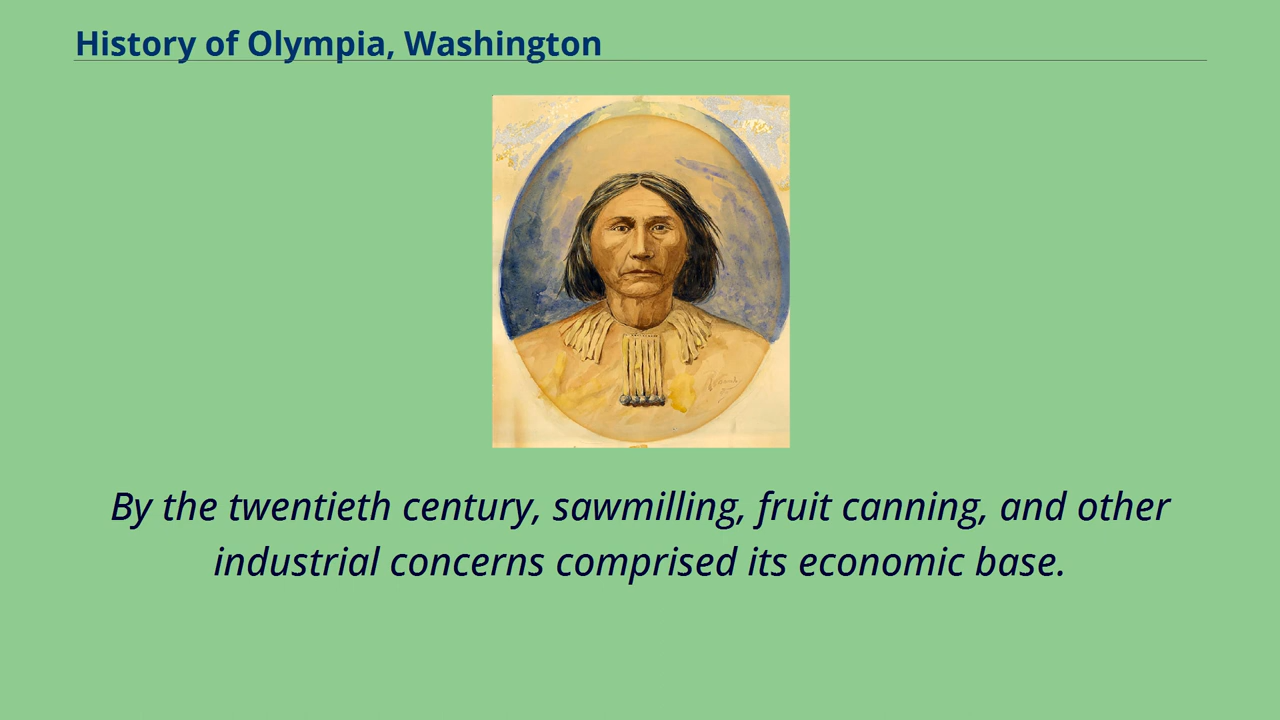 History of Olympia, Washington
By the twentieth century, sawmilling, fruit canning, and other
industrial concerns comprised its economic base.